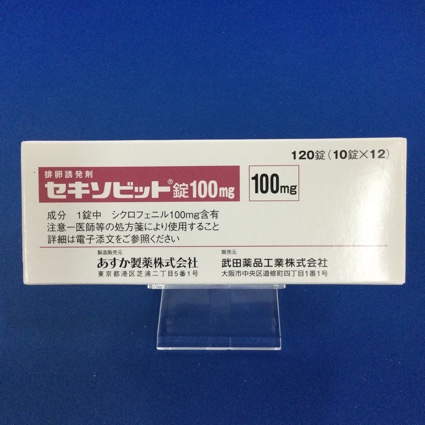 120錠(10錠×12)
排卵誘発剤
セキソビット®錠100mg
100mg
成分 1錠中 シクロフェニル100mg含有
注意−医師等の処方箋により使用すること
詳細は電子添文をご参照ください
製造販売元
あすか製薬株式会社
東京都港区芝浦二丁目5番1号
販売元
武田薬品工業株式会社
大阪市中央区道修町四丁目1番1号